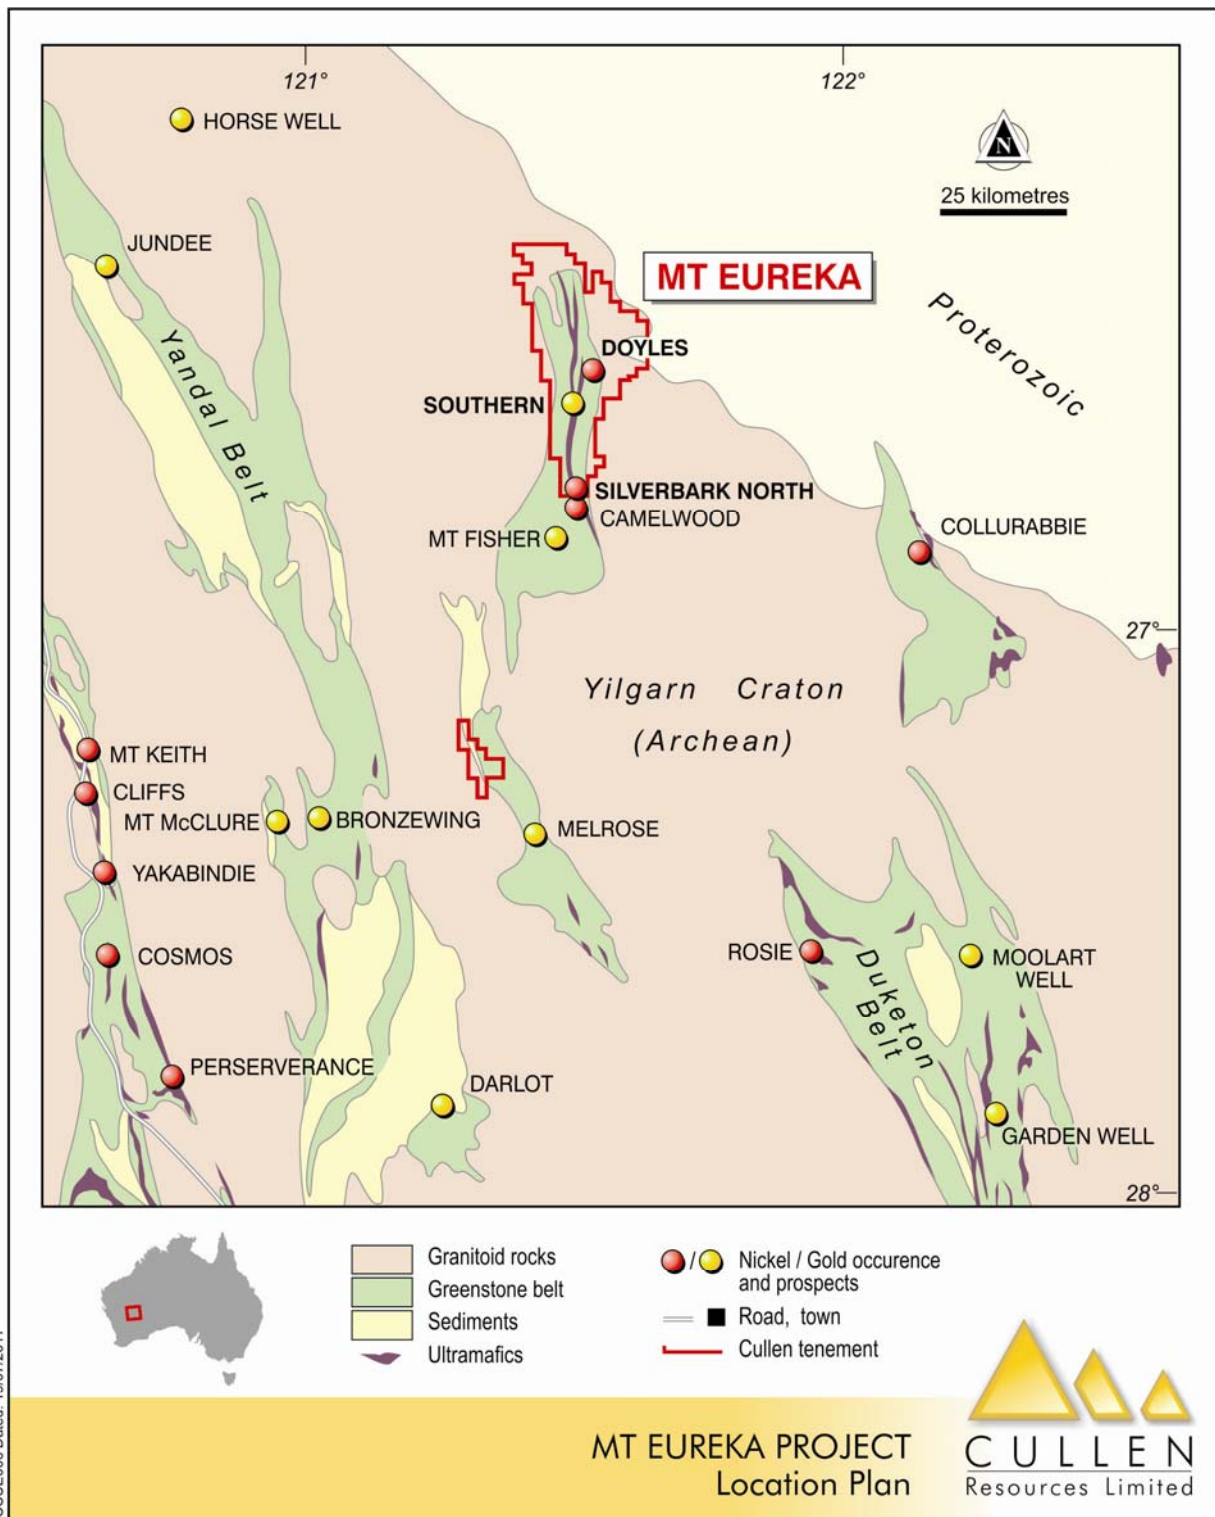 121°
122°
HORSE WELL
N
25 kilometres
JUNDEE
MT EUREKA
Yandal Belt
Proterozoic
DOYLES
SOUTHERN
SILVERBARK NORTH
CAMELWOOD
MT FISHER
COLLURABBIE
27°
Yilgarn Craton
(Archean)
MT KEITH
CLIFFS
MT McCLURE
BRONZEWING
MELROSE
YAKABINDIE
COSMOS
ROSIE
Duketon
Belt
MOOLART
WELL
PERSERVERANCE
DARLOT
GARDEN WELL
28°
Granitoid rocks
Greenstone belt
Sediments
Ultramafics
/
Nickel / Gold occurence
and prospects
Road, town
Cullen tenement
MT EUREKA PROJECT
Location Plan
CULLEN
Resources Limited